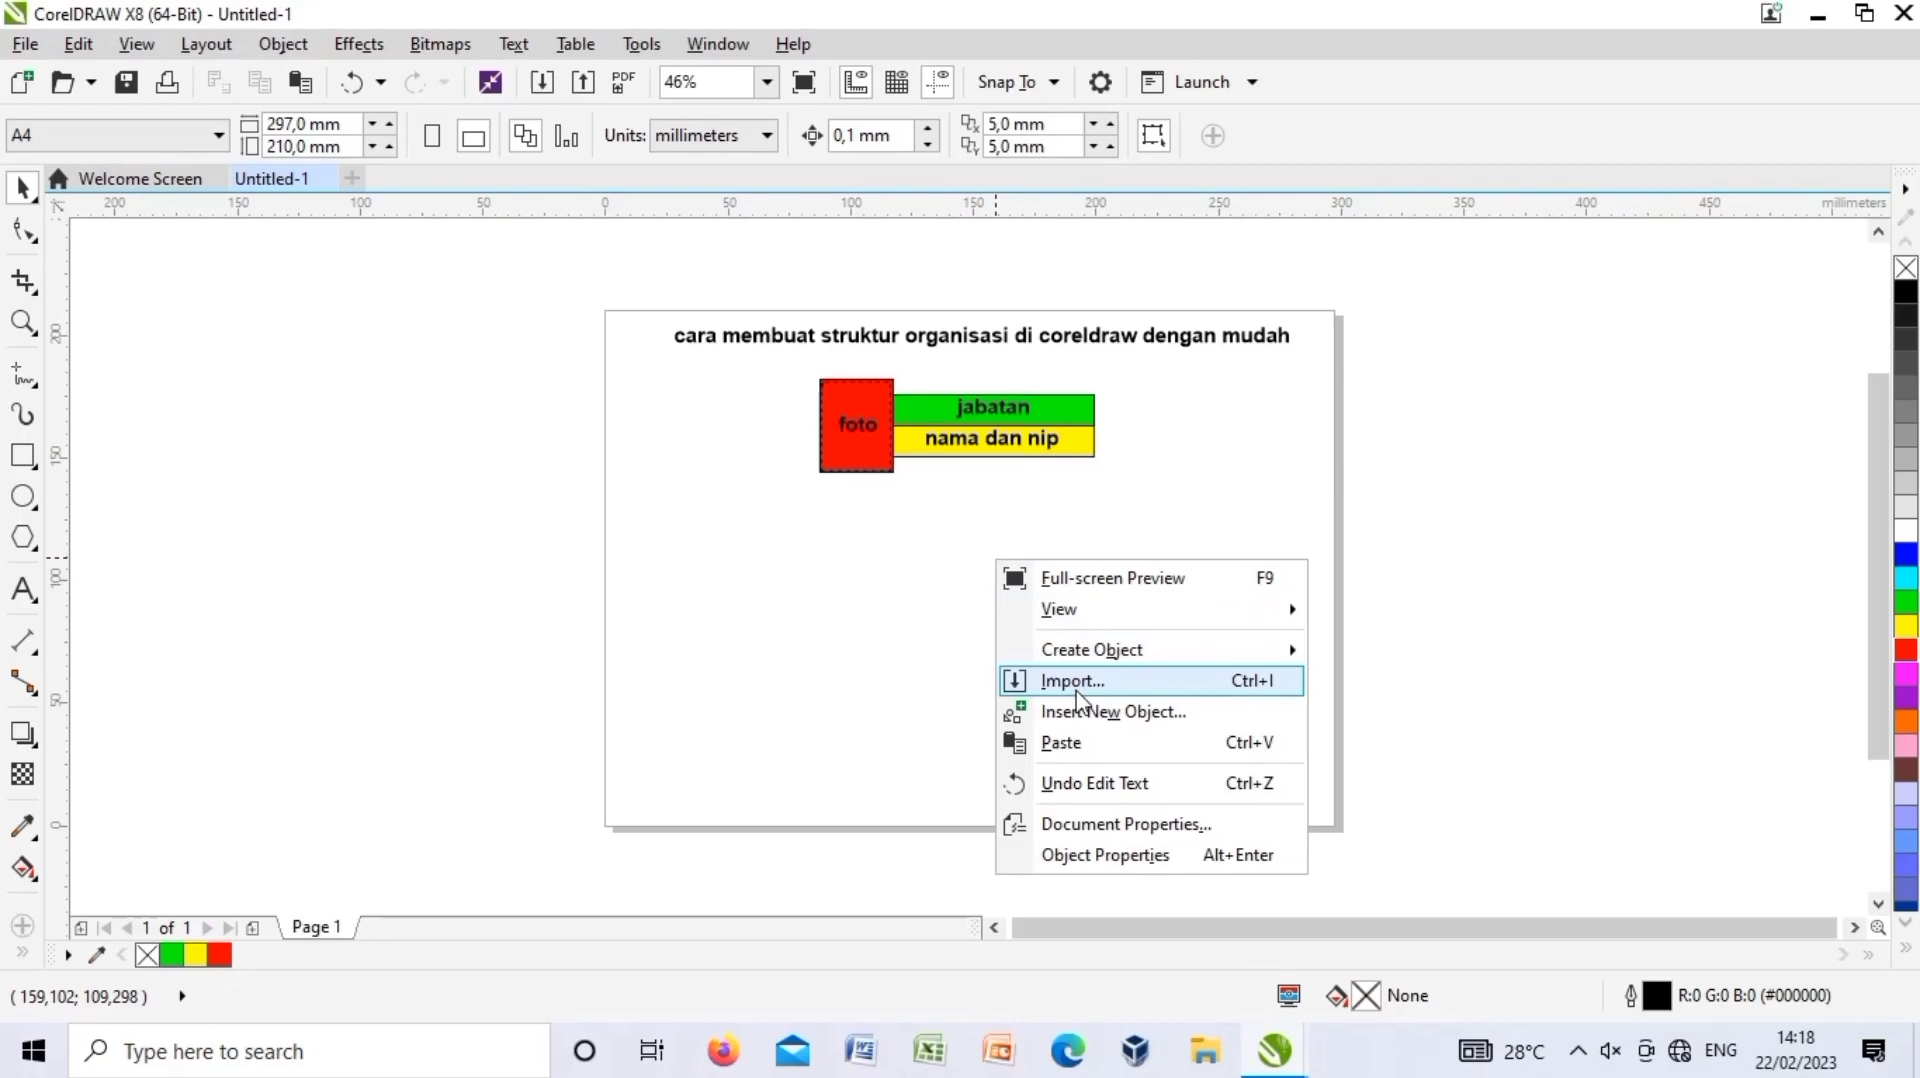 CorelDRAW X8 (64-Bit) - Untitled-1
File Edit View Layout Object Effects Bitmaps Text Table Tools Window Help
PDF 46% Snap To Launch
A4 297,0 mm 210,0 mm Units: millimeters 0,1 mm 5,0 mm 5,0 mm
Welcome Screen Untitled-1
200 150 100 50 0 50 100 150 200 250 300 350 400 450 millimeters
200
150
100
50
0
cara membuat struktur organisasi di coreldraw dengan mudah
foto
jabatan
nama dan nip
Full-screen Preview F9
View
Create Object
Import... Ctrl+I
Insert New Object...
Paste Ctrl+V
Undo Edit Text Ctrl+Z
Document Properties...
Object Properties Alt+Enter
1 of 1 Page 1
( 159,102; 109,298 ) None R:0 G:0 B:0 (#000000)
Type here to search 28°C ENG 14:18
22/02/2023